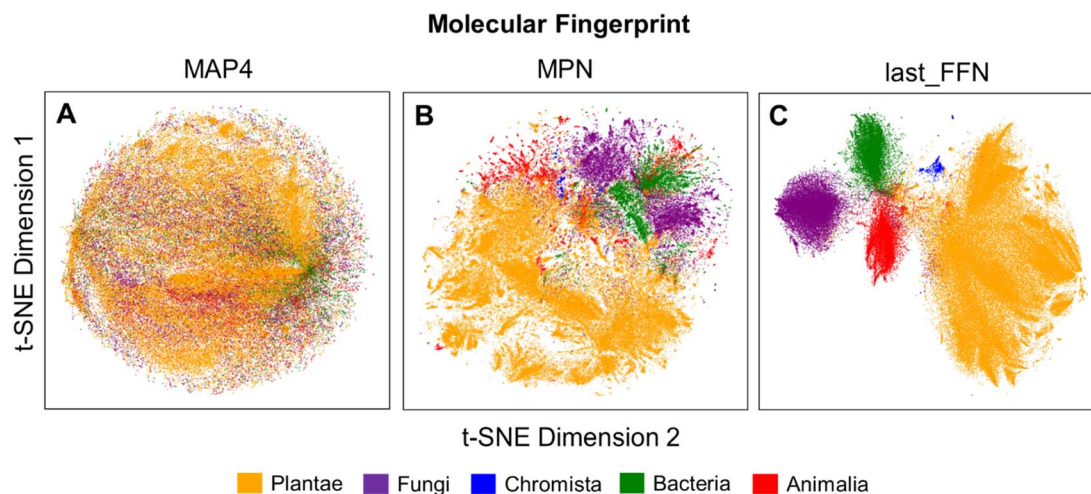 Molecular Fingerprint
MAP4 MPN last_FFN
A B C
t-SNE Dimension 1
t-SNE Dimension 2
Plantae Fungi Chromista Bacteria Animalia